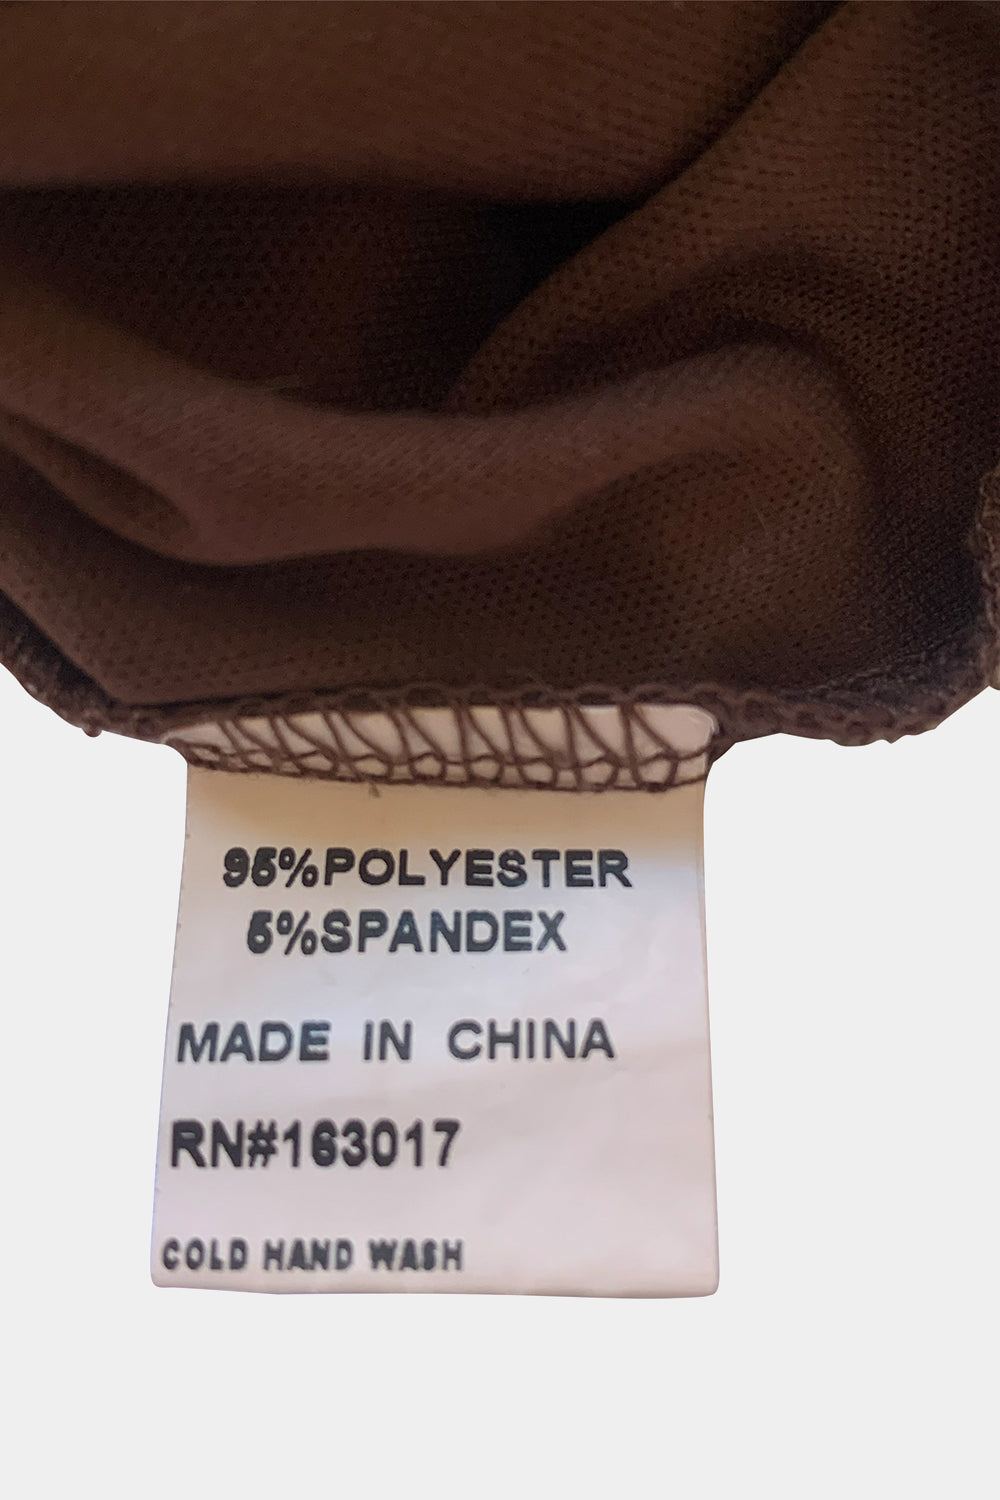 95%POLYESTER
5%SPANDEX
MADE IN CHINA
RN#163017
COLD HAND WASH